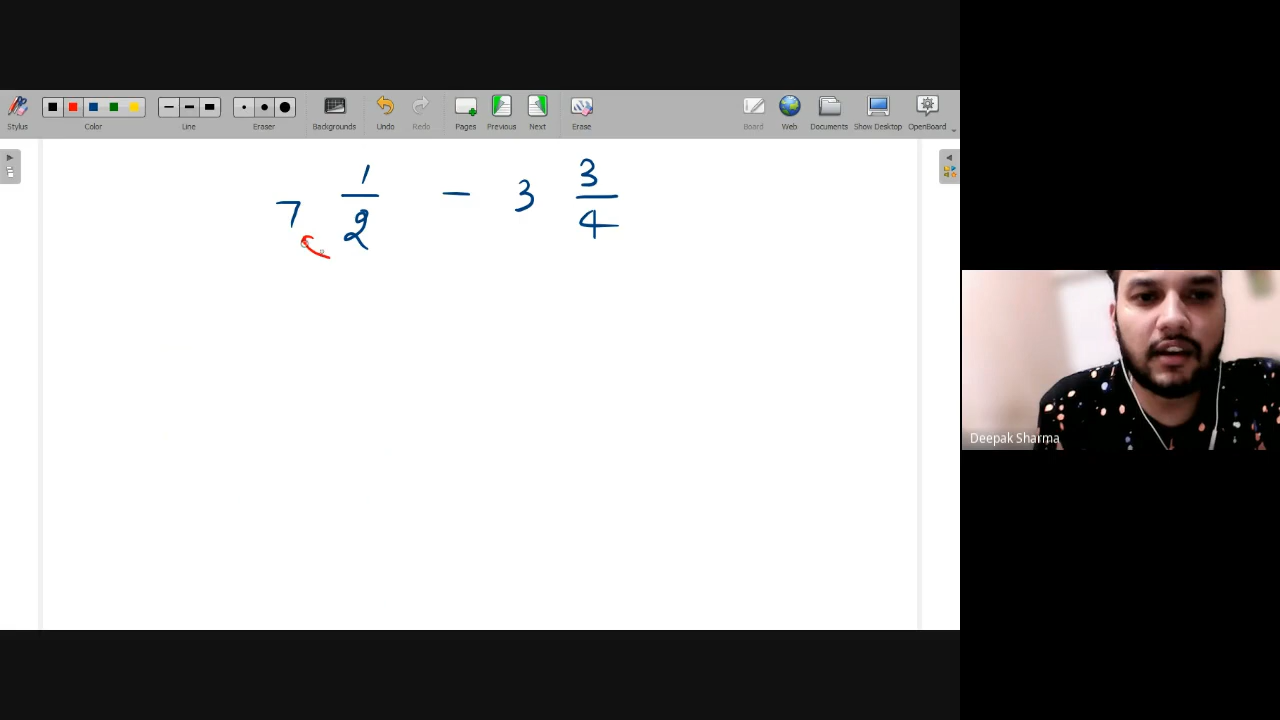 Stylus Color Line Eraser Backgrounds Undo Redo Pages Previous Next Erase Board Web Documents Show Desktop OpenBoard
7 1/2 - 3 3/4
Deepak Sharma